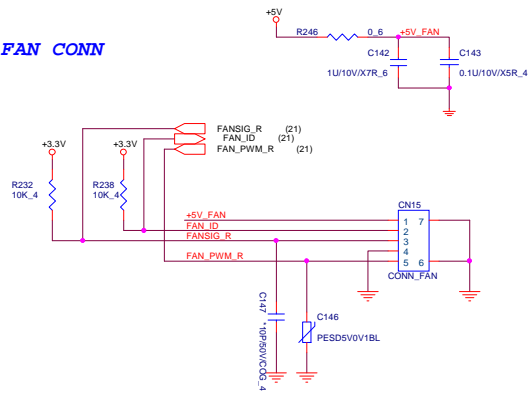 FAN CONN
+5V
R246
0_6
+5V_FAN
C142
C143
1U/10V/X7R_6
0.1U/10V/X5R_4
FANSIG_R (21)
FAN_ID (21)
FAN_PWM_R (21)
+3.3V
+3.3V
R232
10K_4
R238
10K_4
CN15
+5V_FAN
FAN_ID
FANSIG_R
FAN_PWM_R
1 7
2
3
4
5 6
CONN_FAN
C147
*10P/50V/COG_4
C146
PESD5V0V1BL